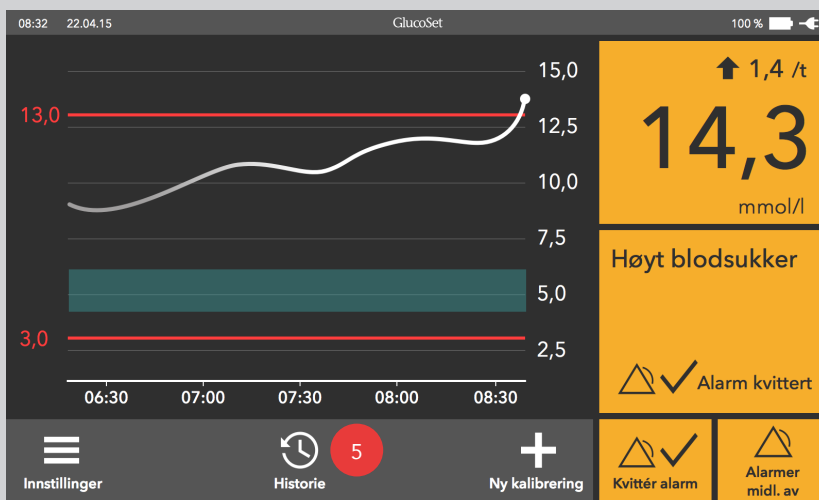 08:32 22.04.15 GlucoSet 100 %
15,0
13,0
12,5
10,0
7,5
5,0
3,0
2,5
06:30 07:00 07:30 08:00 08:30
1,4 /t
14,3
mmol/l
Høyt blodsukker
Alarm kvittert
Innstillinger
Historie
5
Ny kalibrering
Kvittér alarm
Alarmer
midl. av